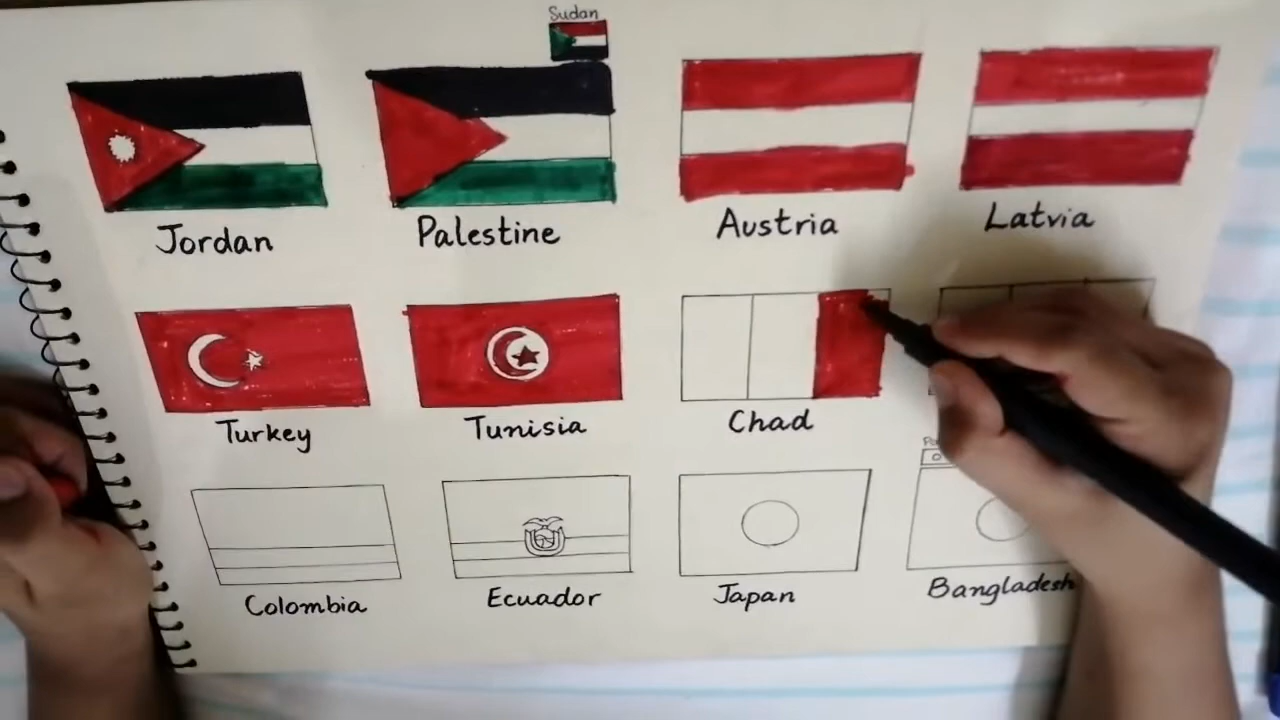 Sudan
Jordan
Palestine
Austria
Latvia
Turkey
Tunisia
Chad
Colombia
Ecuador
Japan
Bangladesh